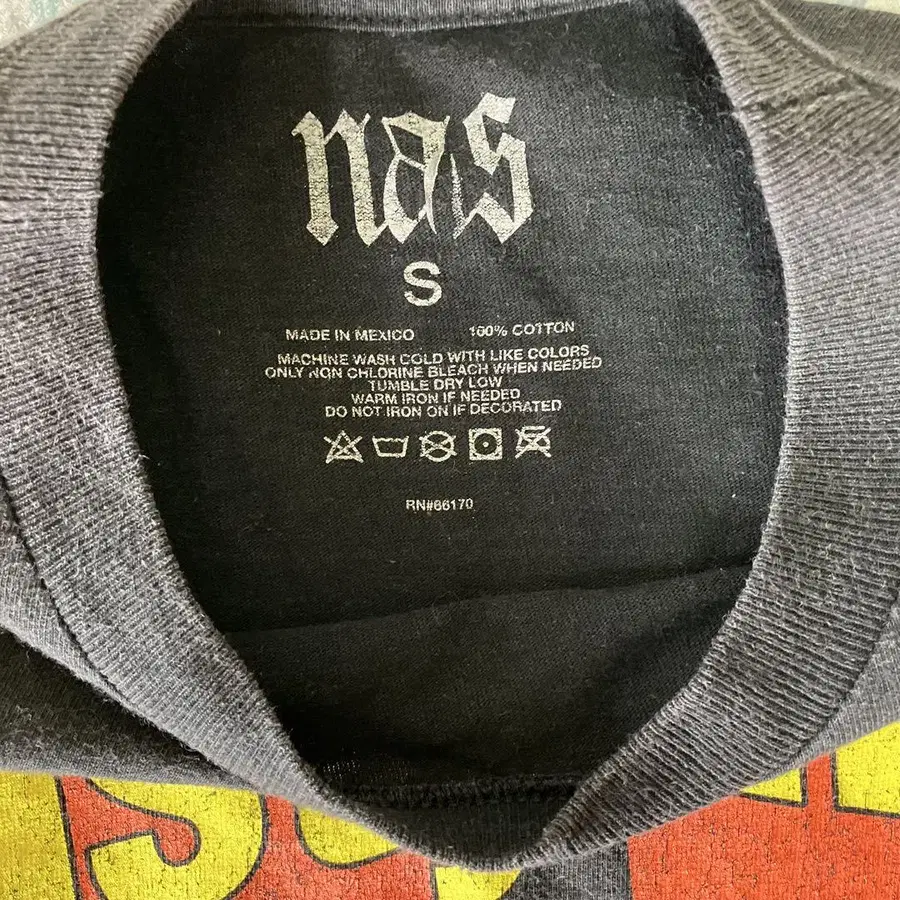 nas
S
MADE IN MEXICO 100% COTTON
MACHINE WASH COLD WITH LIKE COLORS
ONLY NON CHLORINE BLEACH WHEN NEEDED
TUMBLE DRY LOW
WARM IRON IF NEEDED
DO NOT IRON ON IF DECORATED
RN#66170